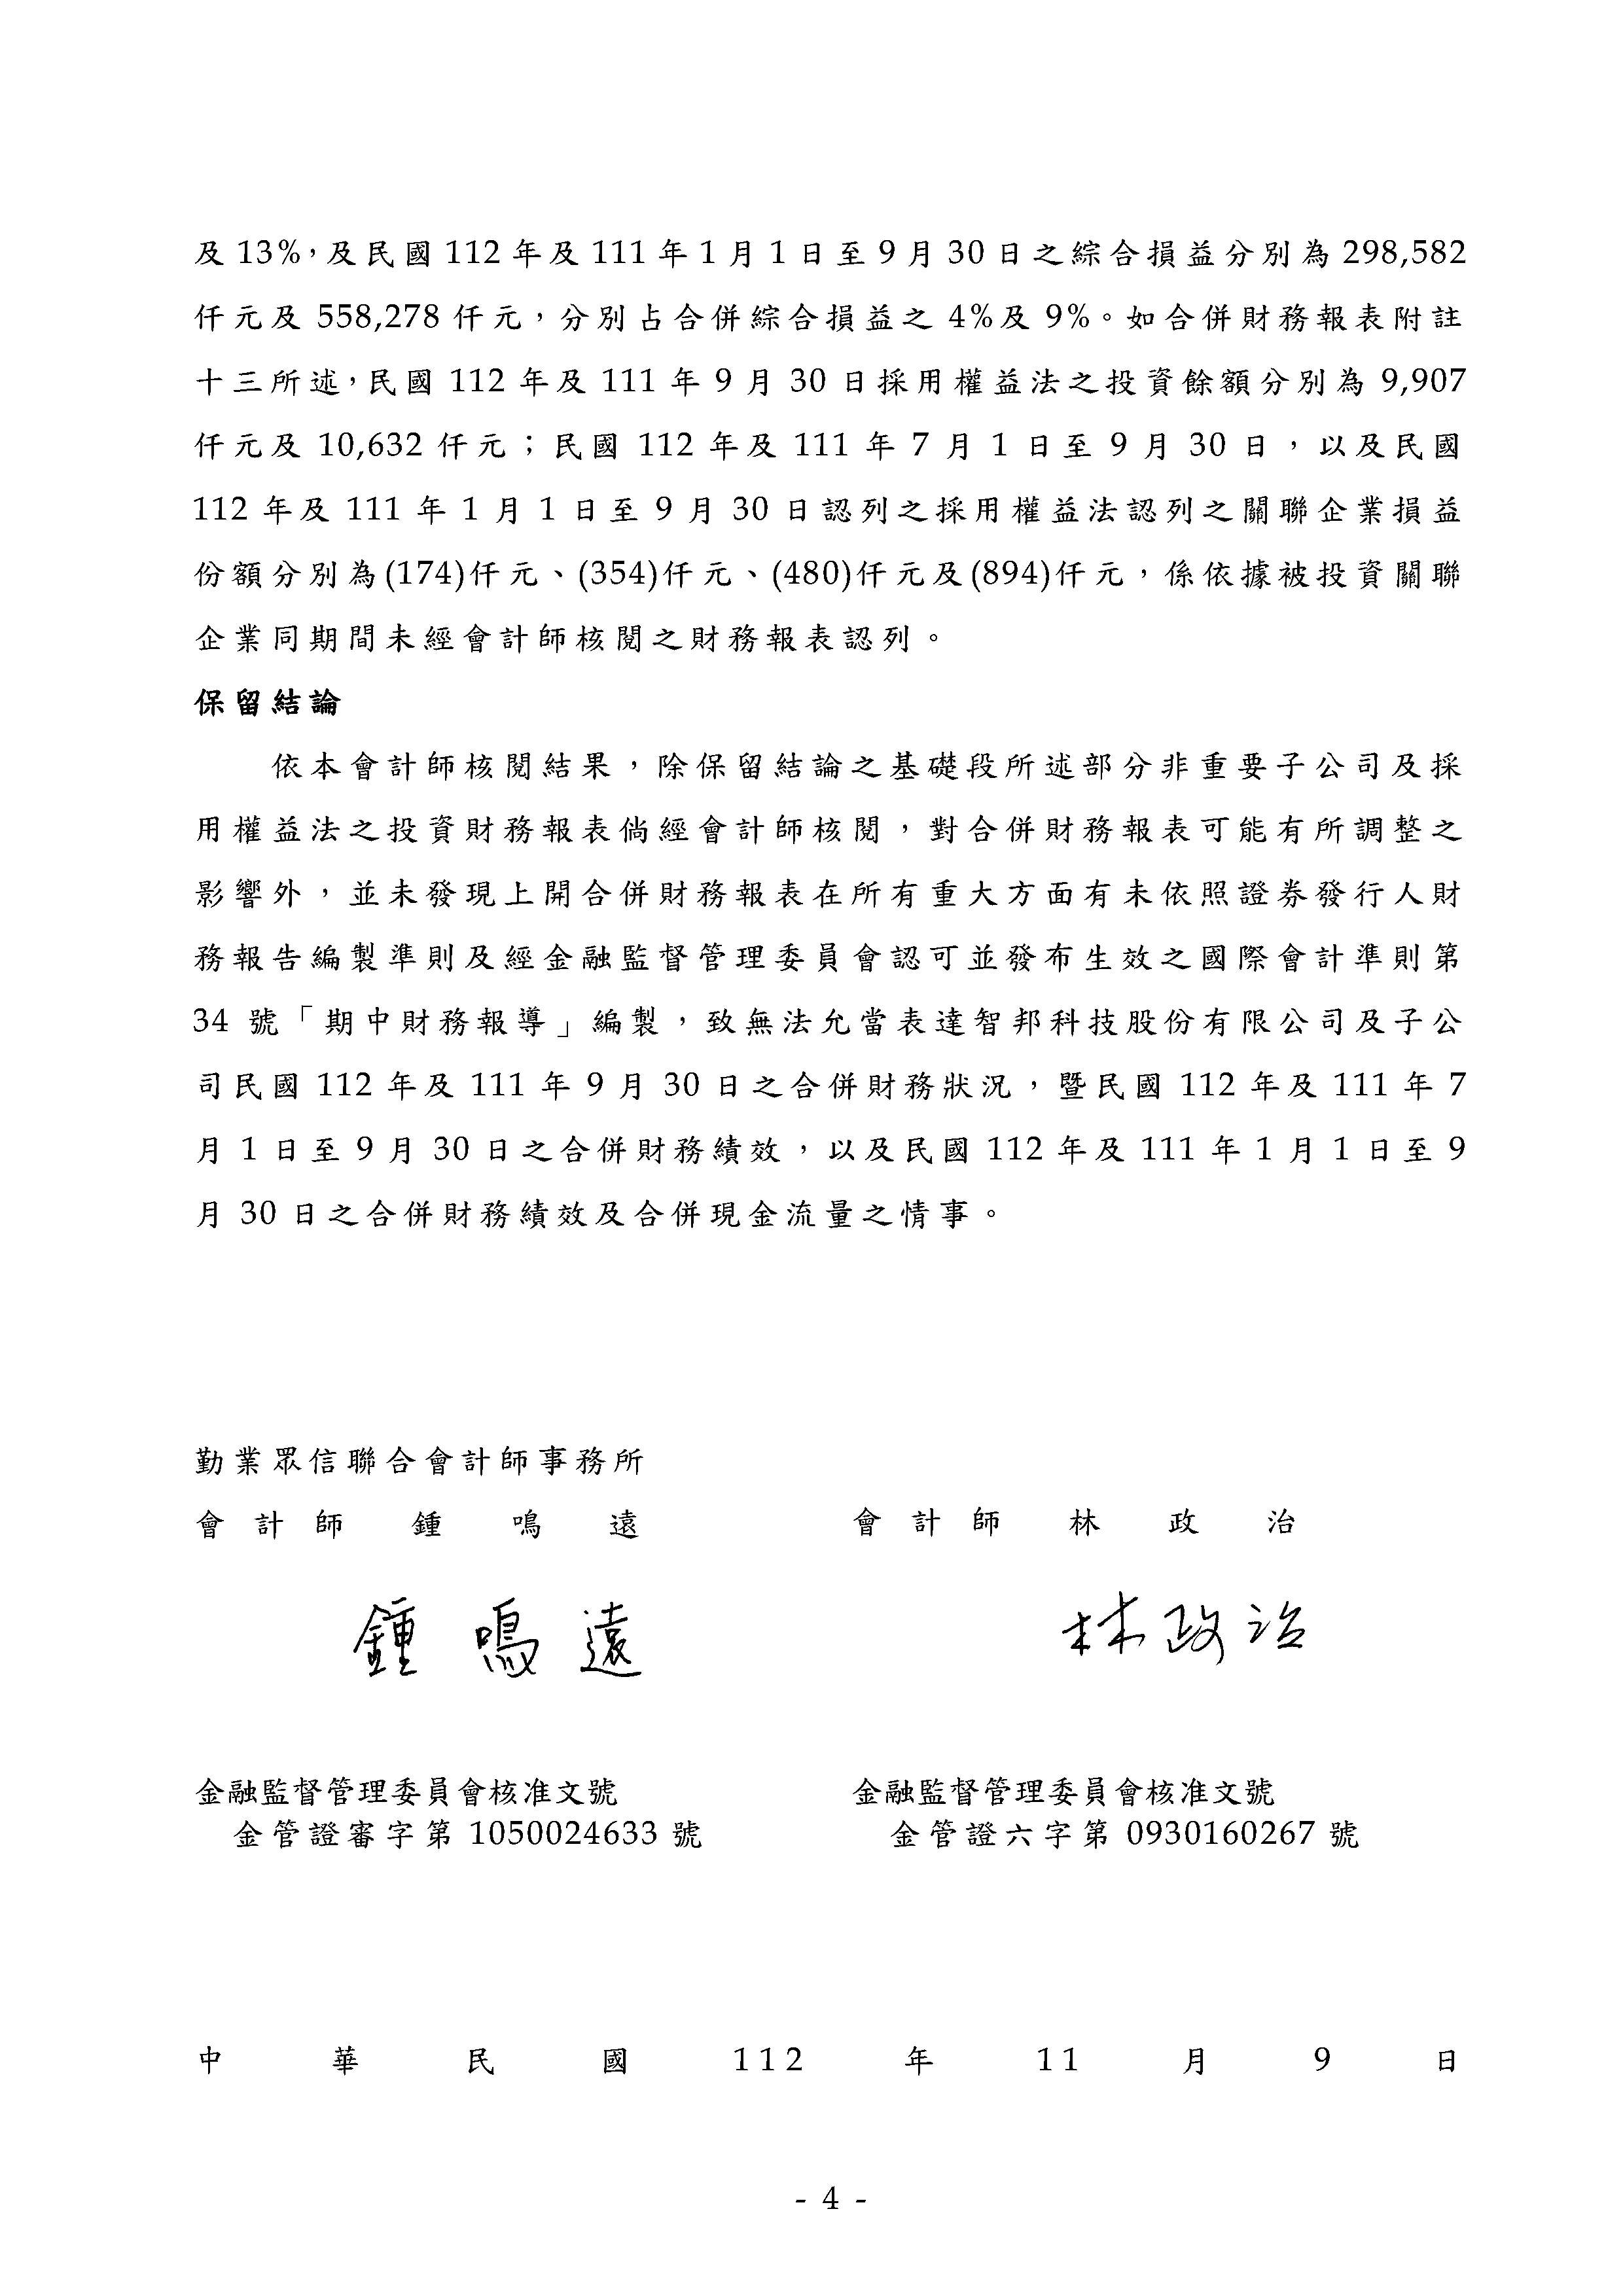 及 13%，及民國 112 年及 111 年 1 月 1 日至 9 月 30 日之綜合損益分別為 298,582
仟元及 558,278 仟元，分別占合併綜合損益之 4%及 9%。如合併財務報表附註
十三所述，民國 112 年及 111 年 9 月 30 日採用權益法之投資餘額分別為 9,907
仟元及 10,632 仟元；民國 112 年及 111 年 7 月 1 日至 9 月 30 日，以及民國
112 年及 111 年 1 月 1 日至 9 月 30 日認列之採用權益法認列之關聯企業損益
份額分別為(174)仟元、(354)仟元、(480)仟元及(894)仟元，係依據被投資關聯
企業同期間未經會計師核閱之財務報表認列。
保留結論
依本會計師核閱結果，除保留結論之基礎段所述部分非重要子公司及採
用權益法之投資財務報表倘經會計師核閱，對合併財務報表可能有所調整之
影響外，並未發現上開合併財務報表在所有重大方面有未依照證券發行人財
務報告編製準則及經金融監督管理委員會認可並發布生效之國際會計準則第
34 號「期中財務報導」編製，致無法允當表達智邦科技股份有限公司及子公
司民國 112 年及 111 年 9 月 30 日之合併財務狀況，暨民國 112 年及 111 年 7
月 1 日至 9 月 30 日之合併財務績效，以及民國 112 年及 111 年 1 月 1 日至 9
月 30 日之合併財務績效及合併現金流量之情事。
勤業眾信聯合會計師事務所
會計師 鍾鳴遠 會計師 林政治
鍾鳴遠 林政治
金融監督管理委員會核准文號 金融監督管理委員會核准文號
金管證審字第 1050024633 號 金管證六字第 0930160267 號
中華民國 112 年 11 月 9 日
- 4 -